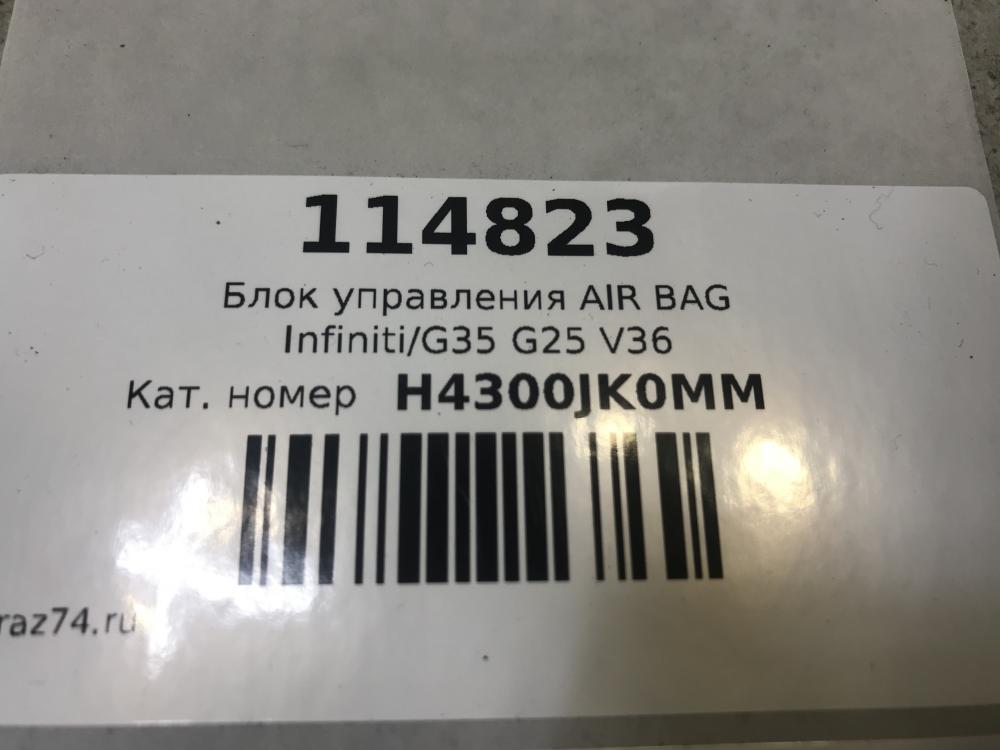 114823
Блок управления AIR BAG
Infiniti/G35 G25 V36
Кат. номер H4300JK0MM
raz74.ru